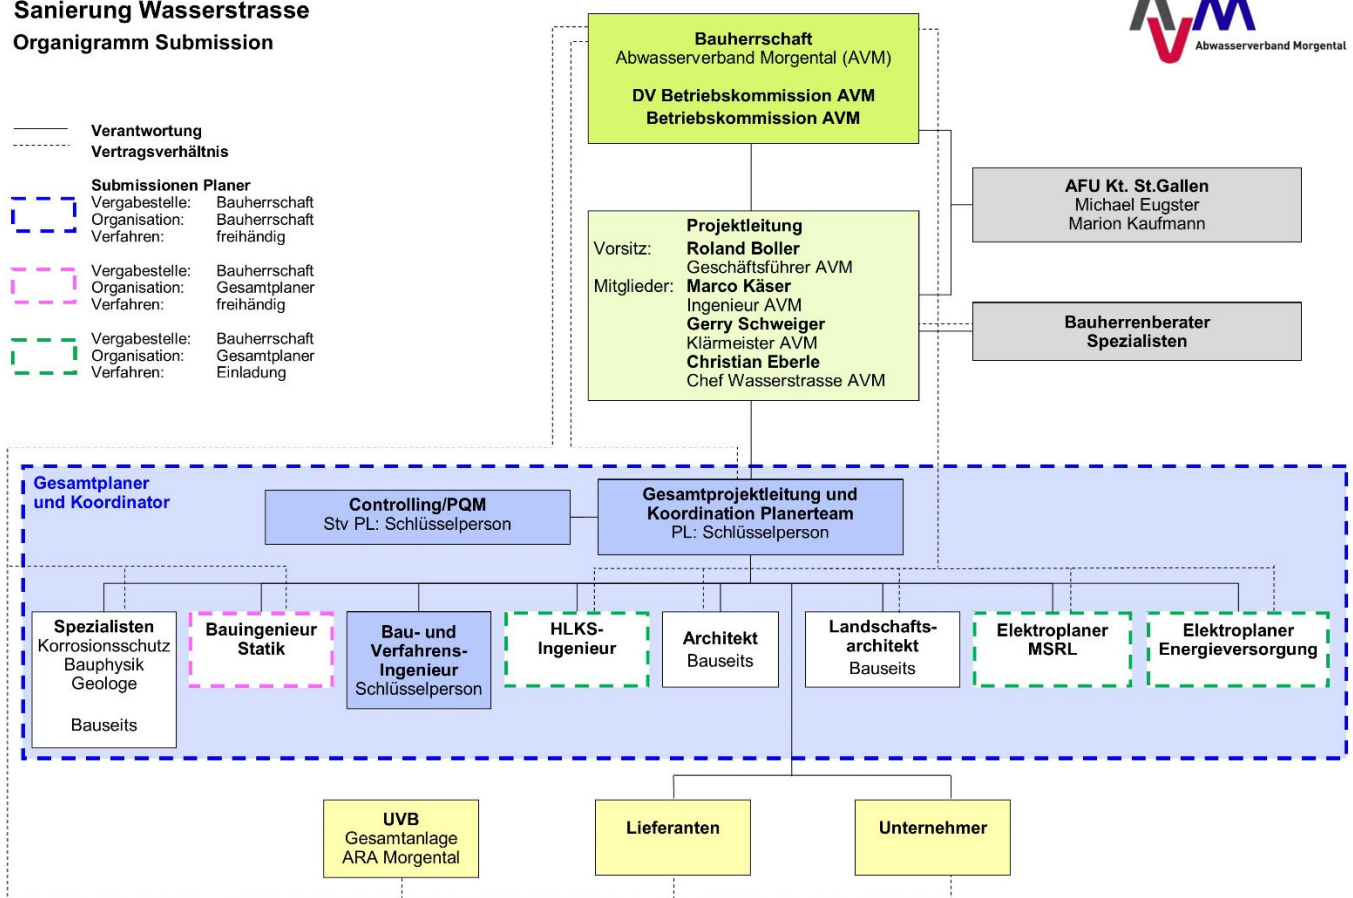 Sanierung Wasserstrasse
Organigramm Submission
Abwasserverband Morgental
Verantwortung
Vertragsverhältnis
Submissionen Planer
Vergabestelle: Bauherrschaft
Organisation: Bauherrschaft
Verfahren: freihändig
Vergabestelle: Bauherrschaft
Organisation: Gesamtplaner
Verfahren: freihändig
Vergabestelle: Bauherrschaft
Organisation: Gesamtplaner
Verfahren: Einladung
Bauherrschaft
Abwasserverband Morgental (AVM)
DV Betriebskommission AVM
Betriebskommission AVM
AFU Kt. St.Gallen
Michael Eugster
Marion Kaufmann
Projektleitung
Vorsitz: Roland Boller
Geschäftsführer AVM
Mitglieder: Marco Käser
Ingenieur AVM
Gerry Schweiger
Klärmeister AVM
Christian Eberle
Chef Wasserstrasse AVM
Bauherrenberater
Spezialisten
Gesamtplaner
und Koordinator
Controlling/PQM
Stv PL: Schlüsselperson
Gesamtprojektleitung und
Koordination Planerteam
PL: Schlüsselperson
Spezialisten
Korrosionsschutz
Bauphysik
Geologe
Bauseits
Bauingenieur
Statik
Bau- und
Verfahrens-
Ingenieur
Schlüsselperson
HLKS-
Ingenieur
Architekt
Bauseits
Landschafts-
architekt
Bauseits
Elektroplaner
MSRL
Elektroplaner
Energieversorgung
UVB
Gesamtanlage
ARA Morgental
Lieferanten
Unternehmer